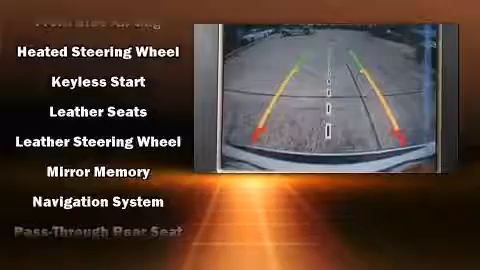 Heated Steering Wheel
Keyless Start
Leather Seats
Leather Steering Wheel
Mirror Memory
Navigation System
Pass-Through Rear Seat